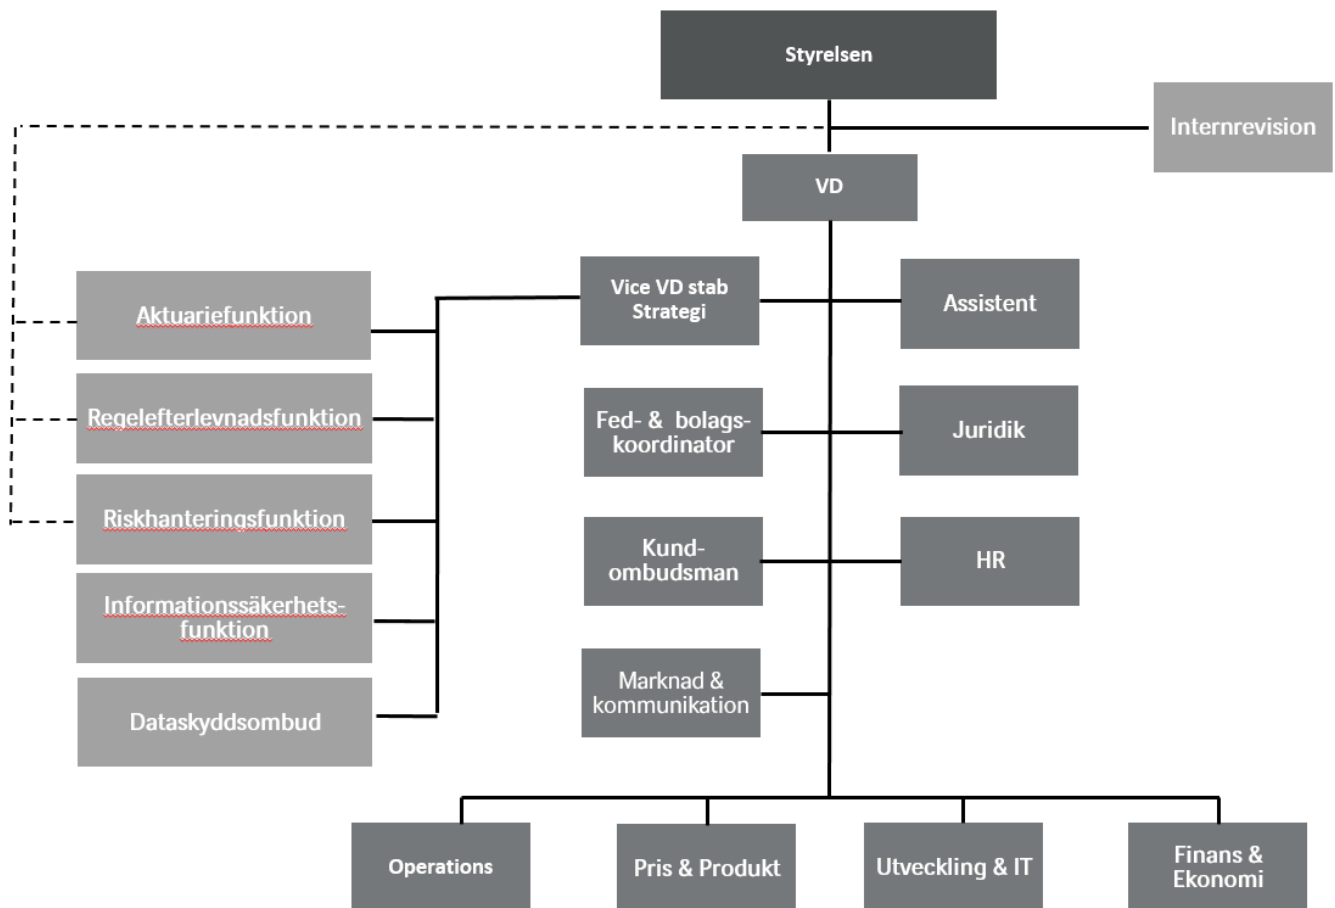 Styrelsen
Internrevision
VD
Vice VD stab
Strategi
Assistent
Aktuariefunktion
Regelefterlevnadsfunktion
Fed- &  bolags-
koordinator
Juridik
Riskhanteringsfunktion
Kund-
ombudsman
HR
Informationssäkerhets-
funktion
Marknad &
kommunikation
Dataskyddsombud
Operations
Pris & Produkt
Utveckling & IT
Finans &
Ekonomi